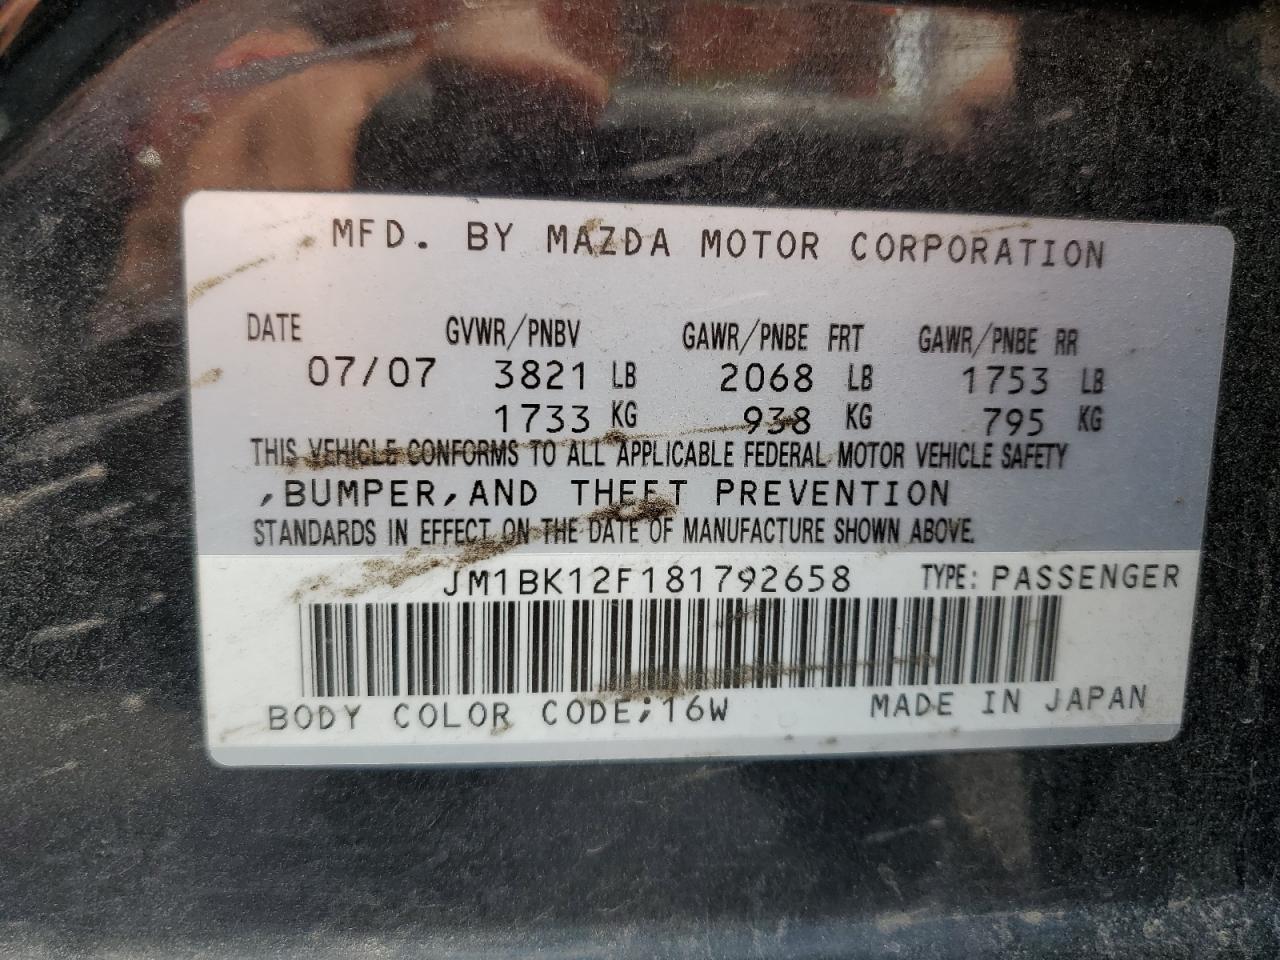 MFD. BY MAZDA MOTOR CORPORATION
DATE GVWR/PNBV GAWR/PNBE FRT GAWR/PNBE RR
07/07 3821 LB 2068 LB 1753 LB
1733 KG 938 KG 795 KG
THIS VEHICLE CONFORMS TO ALL APPLICABLE FEDERAL MOTOR VEHICLE SAFETY
,BUMPER,AND THEFT PREVENTION
STANDARDS IN EFFECT ON THE DATE OF MANUFACTURE SHOWN ABOVE.
JM1BK12F181792658 TYPE: PASSENGER
BODY COLOR CODE;16W MADE IN JAPAN